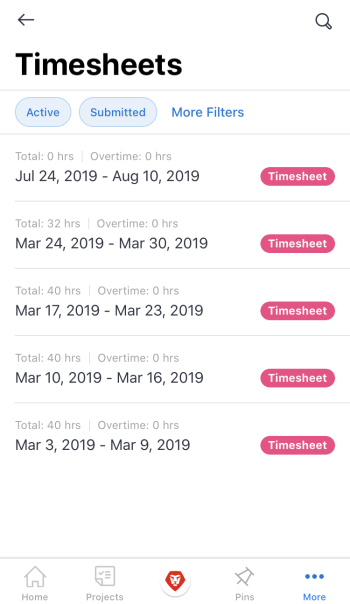 Timesheets
Active Submitted More Filters
Total: 0 hrs | Overtime: 0 hrs
Jul 24, 2019 - Aug 10, 2019 Timesheet
Total: 32 hrs | Overtime: 0 hrs
Mar 24, 2019 - Mar 30, 2019 Timesheet
Total: 40 hrs | Overtime: 0 hrs
Mar 17, 2019 - Mar 23, 2019 Timesheet
Total: 40 hrs | Overtime: 0 hrs
Mar 10, 2019 - Mar 16, 2019 Timesheet
Total: 40 hrs | Overtime: 0 hrs
Mar 3, 2019 - Mar 9, 2019 Timesheet
Home Projects Pins More